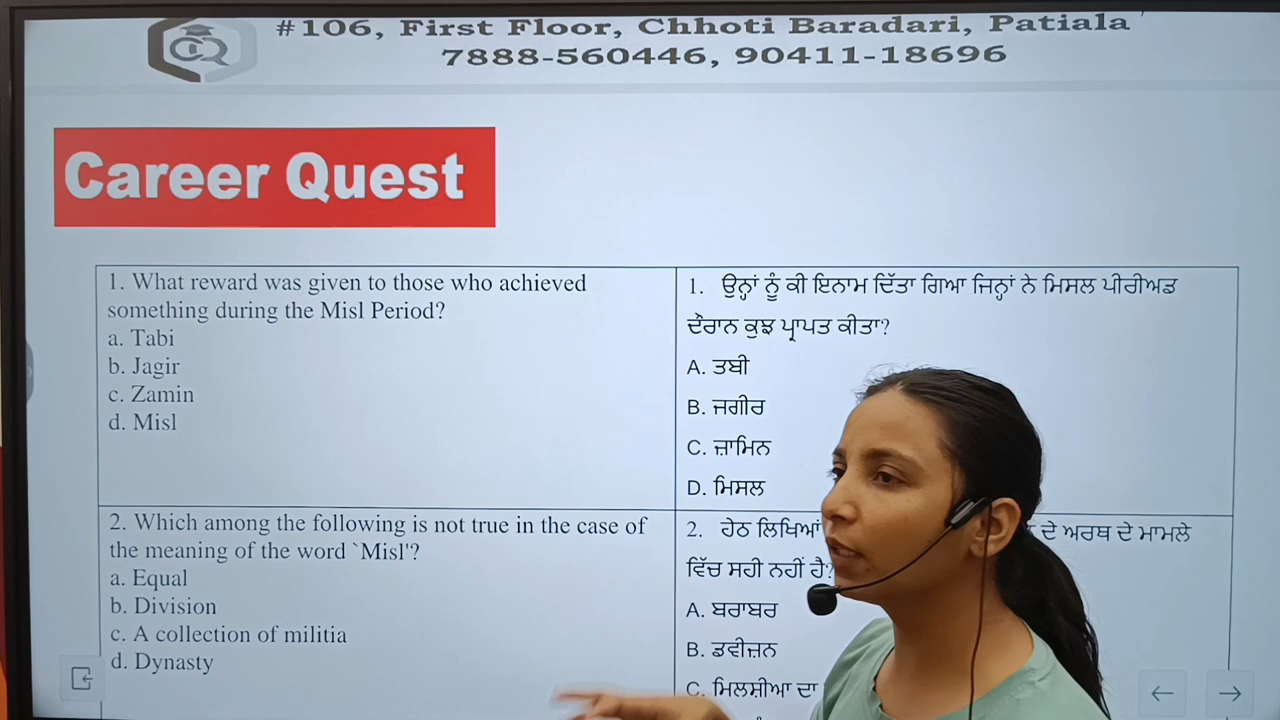 #106, First Floor, Chhoti Baradari, Patiala
7888-560446, 90411-18696
CQ
Career Quest
1. What reward was given to those who achieved
something during the Misl Period?
a. Tabi
b. Jagir
c. Zamin
d. Misl
1. ਉਨ੍ਹਾਂ ਨੂੰ ਕੀ ਇਨਾਮ ਦਿੱਤਾ ਗਿਆ ਜਿਨ੍ਹਾਂ ਨੇ ਮਿਸਲ ਪੀਰੀਅਡ
ਦੌਰਾਨ ਕੁਝ ਪ੍ਰਾਪਤ ਕੀਤਾ?
A. ਤਬੀ
B. ਜਗੀਰ
C. ਜ਼ਾਮਿਨ
D. ਮਿਸਲ
2. Which among the following is not true in the case of
the meaning of the word `Misl'?
a. Equal
b. Division
c. A collection of militia
d. Dynasty
2. ਹੇਠ ਲਿਖਿਆਂ ਦੇ ਅਰਥ ਦੇ ਮਾਮਲੇ
ਵਿੱਚ ਸਹੀ ਨਹੀਂ ਹੈ?
A. ਬਰਾਬਰ
B. ਡਵੀਜ਼ਨ
C. ਮਿਲਸ਼ੀਆ ਦਾ